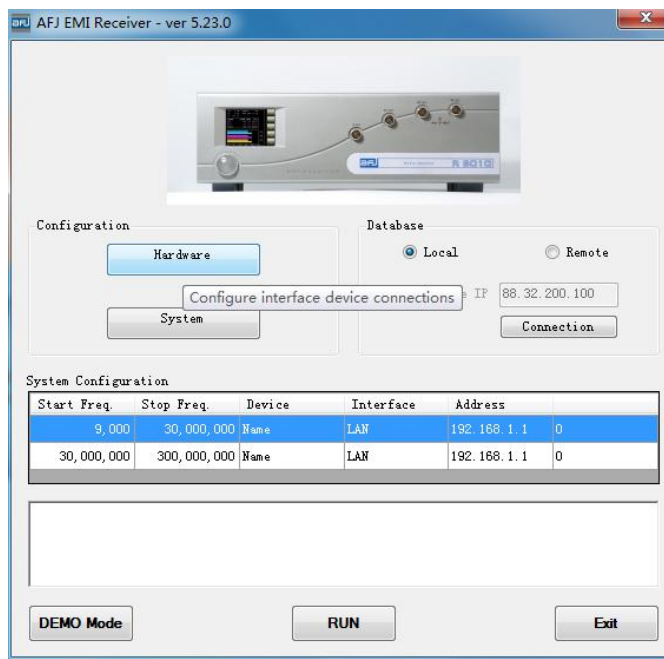 AFJ EMI Receiver - ver 5.23.0
AFJ
R 3010
Configuration
Hardware
Configure interface device connections
System
Database
Local
Remote
IP
88.32.200.100
Connection
System Configuration
Start Freq. Stop Freq. Device Interface Address
9,000 30,000,000 Name LAN 192.168.1.1 0
30,000,000 300,000,000 Name LAN 192.168.1.1 0
DEMO Mode
RUN
Exit